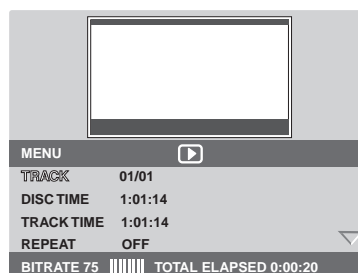 MENU
TRACK 01/01
DISC TIME 1:01:14
TRACK TIME 1:01:14
REPEAT OFF
BITRATE 75 TOTAL ELAPSED 0:00:20